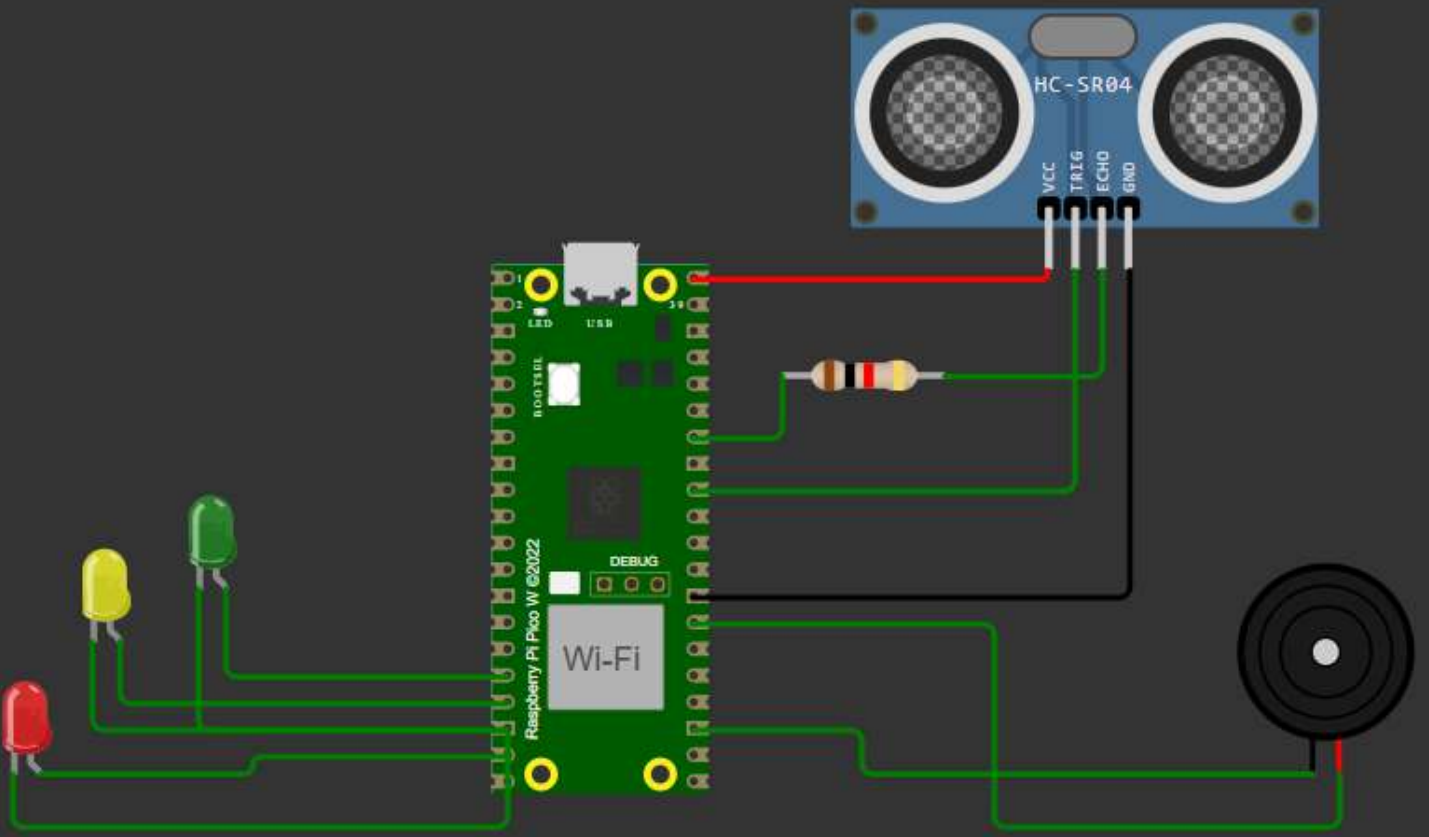 HC-SR04
VCC
TRIG
ECHO
GND
1
2
39
LED
USB
BOOTSEL
DEBUG
Raspberry Pi Pico W ©2022
Wi-Fi